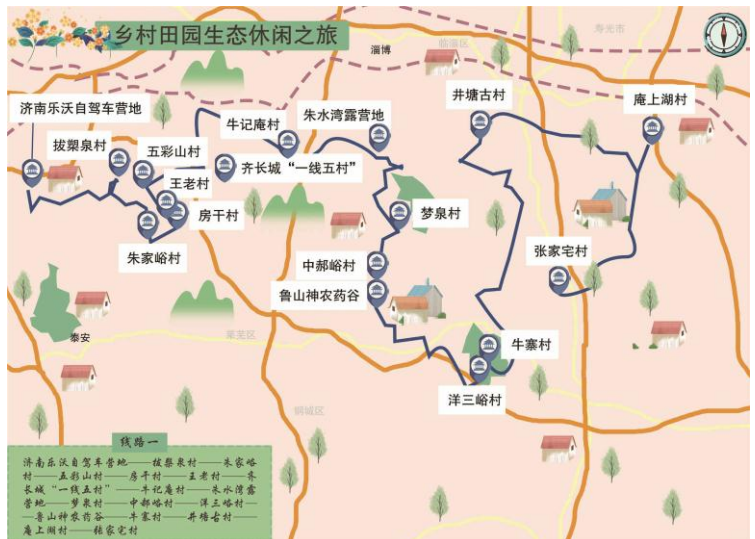 乡村田园生态休闲之旅
淄博
临淄区
寿光市
济南乐沃自驾车营地
牛记庵村
朱水湾露营地
井塘古村
庵上湖村
拔槊泉村
五彩山村
齐长城“一线五村”
王老村
房干村
梦泉村
朱家峪村
中郝峪村
张家宅村
鲁山神农药谷
泰安
莱芜区
牛寨村
洋三峪村
钢城区
线路一
济南乐沃自驾车营地——拔槊泉村——朱家峪
村——五彩山村——房干村——王老村——齐
长城“一线五村”——牛记庵村——朱水湾露
营地——梦泉村——中郝峪村——洋三峪村—
—鲁山神农药谷——牛寨村——井塘古村——
庵上湖村——张家宅村